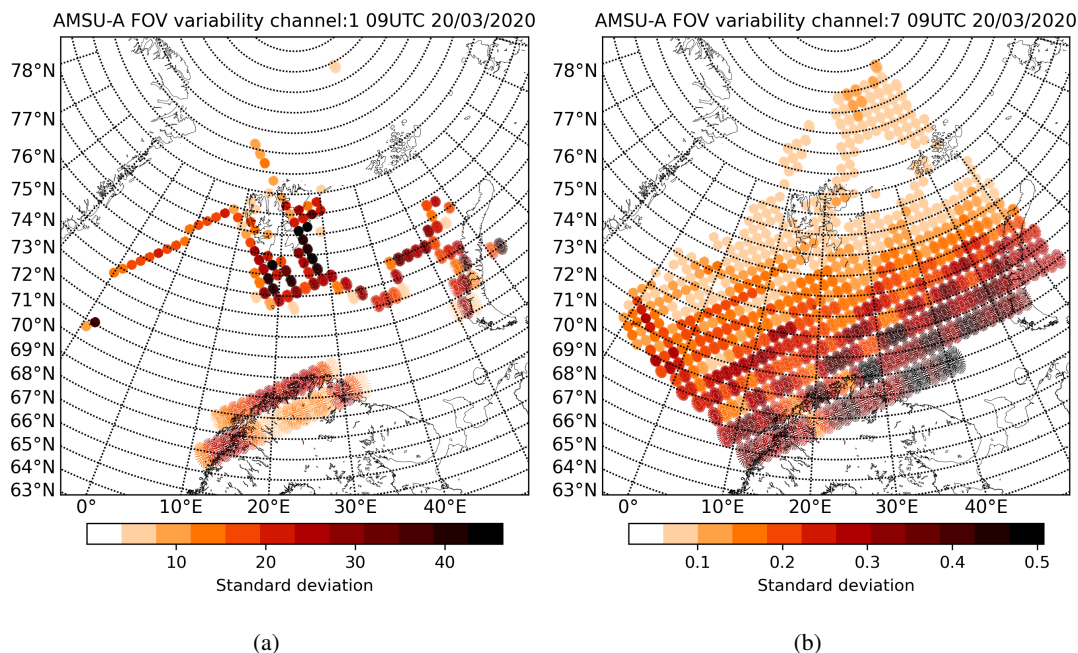 AMSU-A FOV variability channel:1 09UTC 20/03/2020
78°N
77°N
76°N
75°N
74°N
73°N
72°N
71°N
70°N
69°N
68°N
67°N
66°N
65°N
64°N
63°N
0° 10°E 20°E 30°E 40°E
10 20 30 40
Standard deviation
(a)
AMSU-A FOV variability channel:7 09UTC 20/03/2020
78°N
77°N
76°N
75°N
74°N
73°N
72°N
71°N
70°N
69°N
68°N
67°N
66°N
65°N
64°N
63°N
0° 10°E 20°E 30°E 40°E
0.1 0.2 0.3 0.4 0.5
Standard deviation
(b)